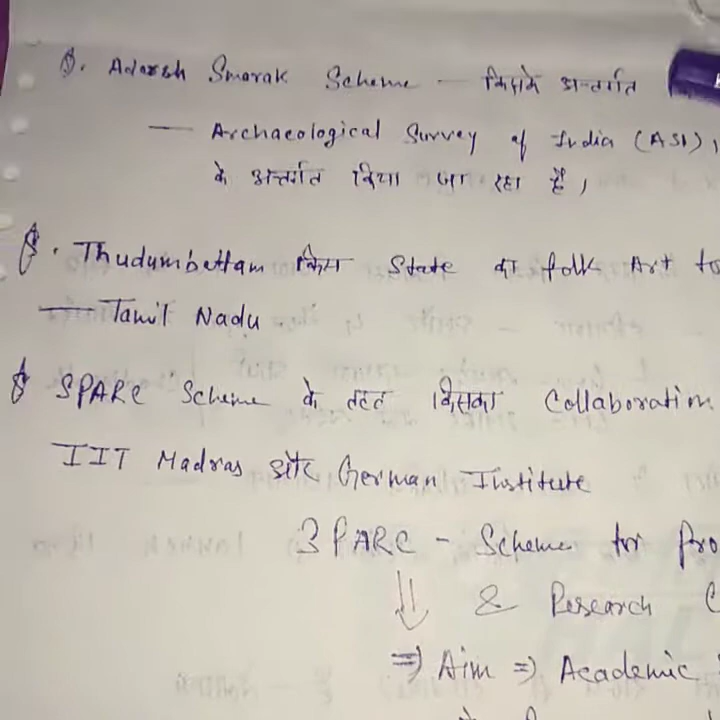 Q. Adarsh Smarak Scheme — किसके अन्तर्गत
— Archaeological Survey of India (ASI),
के अन्तर्गत किया जा रहा है,
Q. Thudumbattam किस State का folk Art
— Tamil Nadu
Q SPARC Scheme के तहत किसका Collaboration
IIT Madras और German Institute
SPARC - Scheme for Pro
⇓ & Research C
⇒ Aim ⇒ Academic